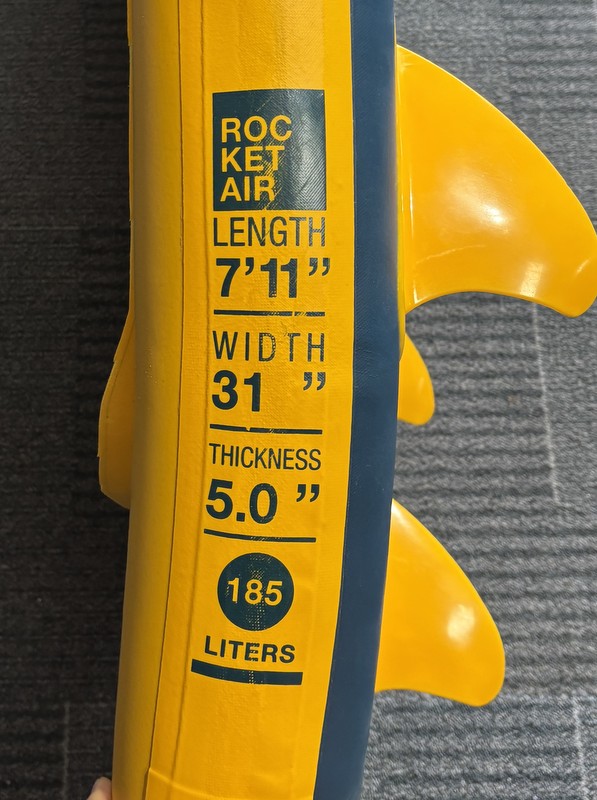 ROC
KET
AIR
LENGTH
7'11”
WIDTH
31 ”
THICKNESS
5.0 ”
185
LITERS